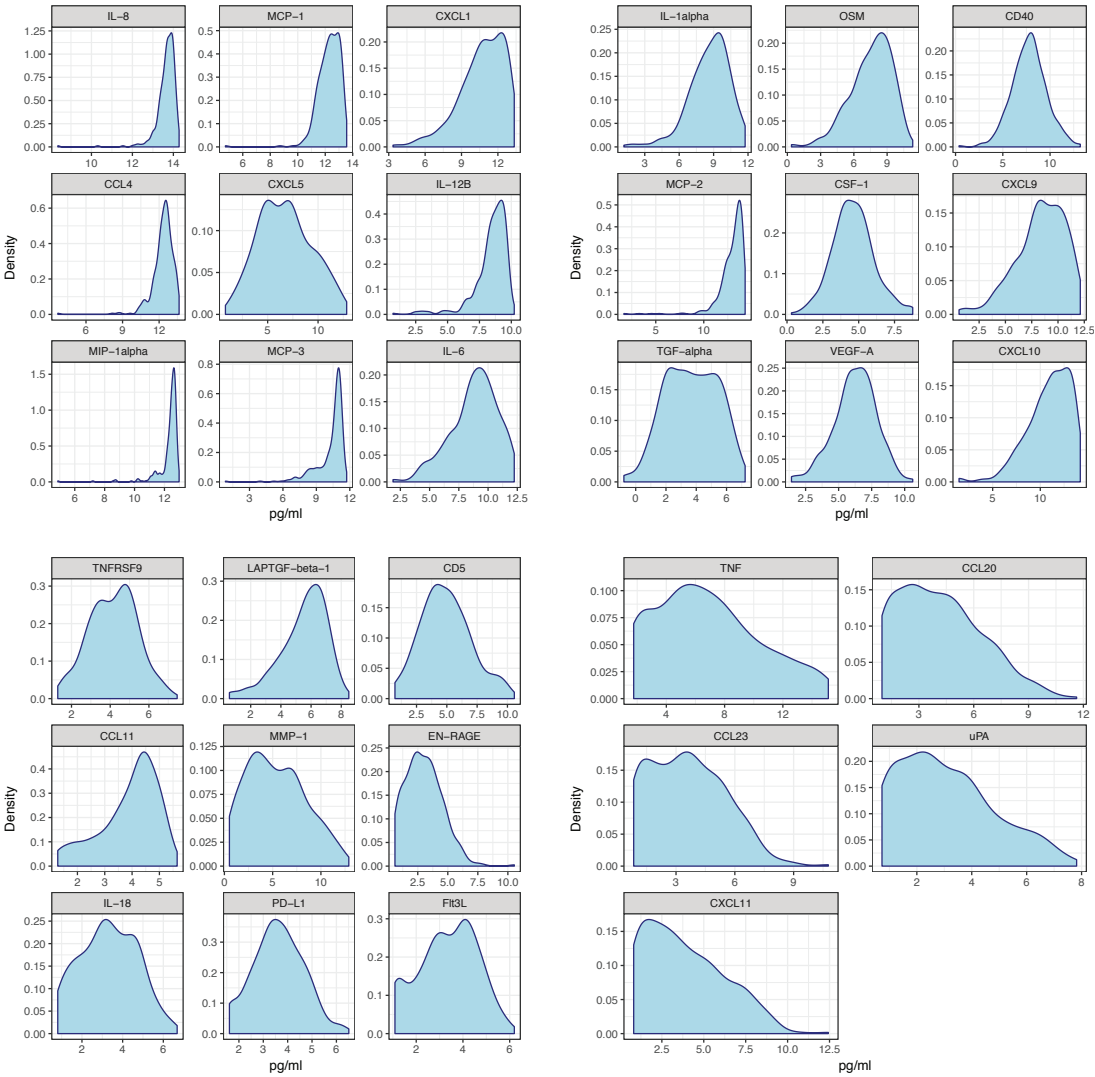 IL−8 MCP−1 CXCL1
1.25 1.00 0.75 0.50 0.25 0.00
0.5 0.4 0.3 0.2 0.1 0.0
0.20 0.15 0.10 0.05 0.00
10 12 14
6 8 10 12 14
3 6 9 12
CCL4 CXCL5 IL−12B
0.6 0.4 0.2 0.0
0.10 0.05 0.00
0.4 0.3 0.2 0.1 0.0
6 9 12
5 10
2.5 5.0 7.5 10.0
MIP−1alpha MCP−3 IL−6
1.5 1.0 0.5 0.0
0.8 0.6 0.4 0.2 0.0
0.20 0.15 0.10 0.05 0.00
6 8 10 12
3 6 9 12
2.5 5.0 7.5 10.0 12.5
Density
pg/ml
IL−1alpha OSM CD40
0.25 0.20 0.15 0.10 0.05 0.00
0.20 0.15 0.10 0.05 0.00
0.20 0.15 0.10 0.05 0.00
3 6 9 12
0 3 6 9
0 5 10
MCP−2 CSF−1 CXCL9
0.5 0.4 0.3 0.2 0.1 0.0
0.2 0.1 0.0
0.15 0.10 0.05 0.00
5 10
0.0 2.5 5.0 7.5
2.5 5.0 7.5 10.0 12.5
TGF−alpha VEGF−A CXCL10
0.15 0.10 0.05 0.00
0.25 0.20 0.15 0.10 0.05 0.00
0.15 0.10 0.05 0.00
0 2 4 6
2.5 5.0 7.5 10.0
5 10
Density
pg/ml
TNFRSF9 LAPTGF−beta−1 CD5
0.3 0.2 0.1 0.0
0.3 0.2 0.1 0.0
0.15 0.10 0.05 0.00
2 4 6
2 4 6 8
2.5 5.0 7.5 10.0
CCL11 MMP−1 EN−RAGE
0.4 0.3 0.2 0.1 0.0
0.125 0.100 0.075 0.050 0.025 0.000
0.25 0.20 0.15 0.10 0.05 0.00
2 3 4 5
0 5 10
2.5 5.0 7.5 10.0
IL−18 PD−L1 Flt3L
0.25 0.20 0.15 0.10 0.05 0.00
0.3 0.2 0.1 0.0
0.3 0.2 0.1 0.0
2 4 6
2 3 4 5 6
2 4 6
Density
pg/ml
TNF CCL20
0.100 0.075 0.050 0.025 0.000
0.15 0.10 0.05 0.00
4 8 12
3 6 9 12
CCL23 uPA
0.15 0.10 0.05 0.00
0.20 0.15 0.10 0.05 0.00
3 6 9
2 4 6 8
CXCL11
0.15 0.10 0.05 0.00
2.5 5.0 7.5 10.0 12.5
Density
pg/ml